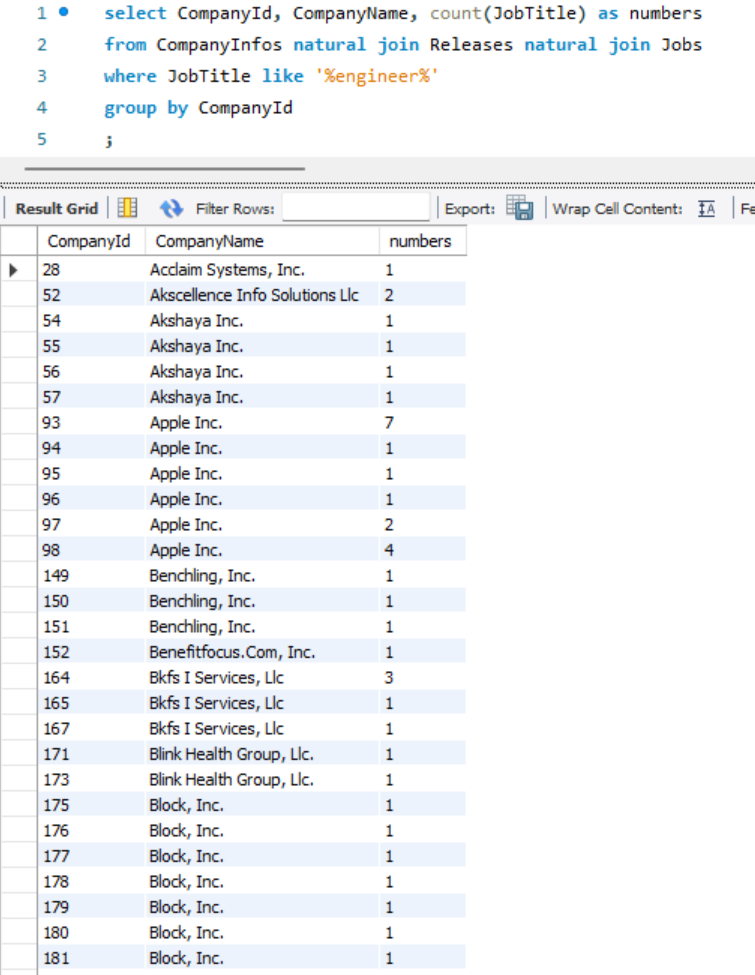 1 select CompanyId, CompanyName, count(JobTitle) as numbers
2 from CompanyInfos natural join Releases natural join Jobs
3 where JobTitle like '%engineer%'
4 group by CompanyId
5 ;
Result Grid Filter Rows: Export: Wrap Cell Content: IA Fe
CompanyId CompanyName numbers
28 Acclaim Systems, Inc. 1
52 Akscellence Info Solutions Llc 2
54 Akshaya Inc. 1
55 Akshaya Inc. 1
56 Akshaya Inc. 1
57 Akshaya Inc. 1
93 Apple Inc. 7
94 Apple Inc. 1
95 Apple Inc. 1
96 Apple Inc. 1
97 Apple Inc. 2
98 Apple Inc. 4
149 Benchling, Inc. 1
150 Benchling, Inc. 1
151 Benchling, Inc. 1
152 Benefitfocus.Com, Inc. 1
164 Bkfs I Services, Llc 3
165 Bkfs I Services, Llc 1
167 Bkfs I Services, Llc 1
171 Blink Health Group, Llc. 1
173 Blink Health Group, Llc. 1
175 Block, Inc. 1
176 Block, Inc. 1
177 Block, Inc. 1
178 Block, Inc. 1
179 Block, Inc. 1
180 Block, Inc. 1
181 Block, Inc. 1